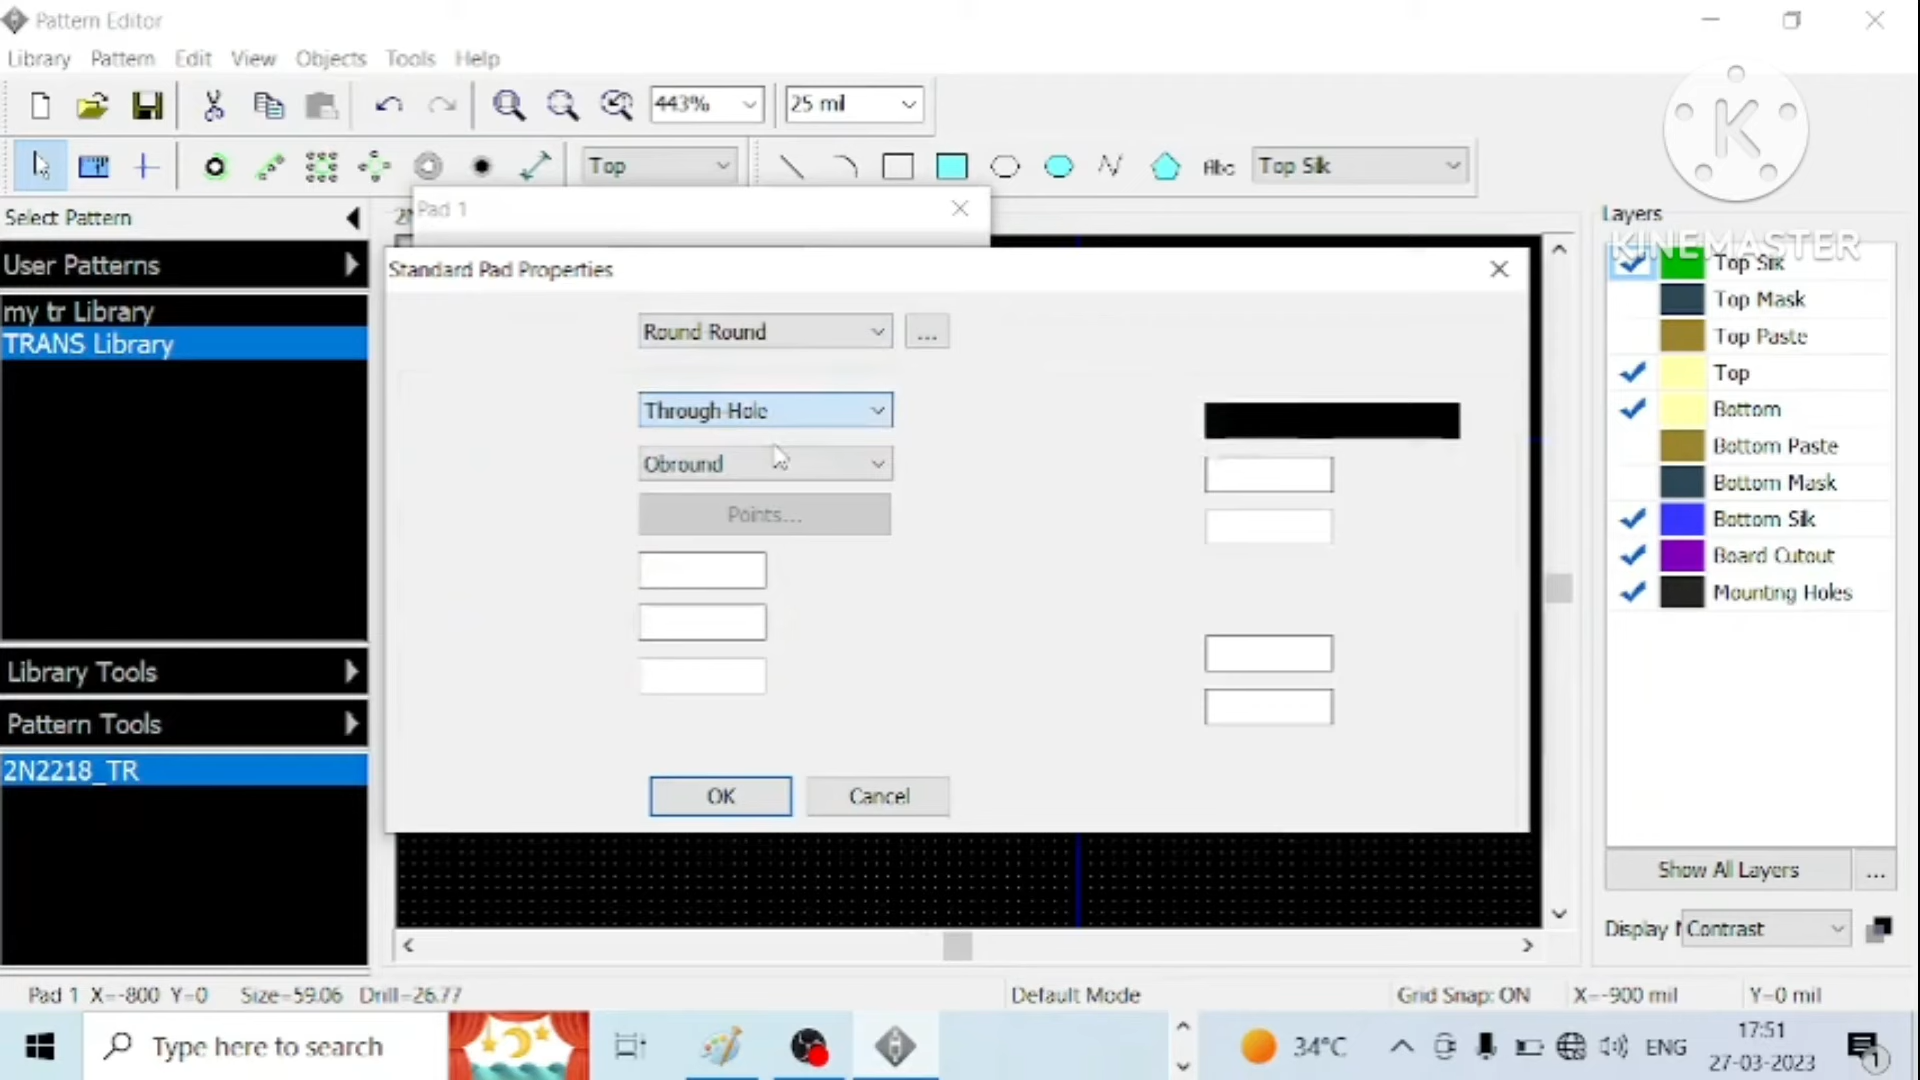 Pattern Editor
Library Pattern Edit View Objects Tools Help
443% 25 mil
Top Abc Top Silk
K
KINEMASTER
Select Pattern
User Patterns
my tr Library
TRANS Library
Library Tools
Pattern Tools
2N2218_TR
2N
Pad 1
Standard Pad Properties
Round-Round ...
Through-Hole
Obround
Points...
OK Cancel
Layers
Top Silk
Top Mask
Top Paste
Top
Bottom
Bottom Paste
Bottom Mask
Bottom Silk
Board Cutout
Mounting Holes
Show All Layers ...
Display Contrast
Pad 1 X=-800 Y=0 Size=59.06 Drill=26.77 Default Mode Grid Snap: ON X=-900 mil Y=0 mil
Type here to search 34°C ENG 17:51
27-03-2023
1